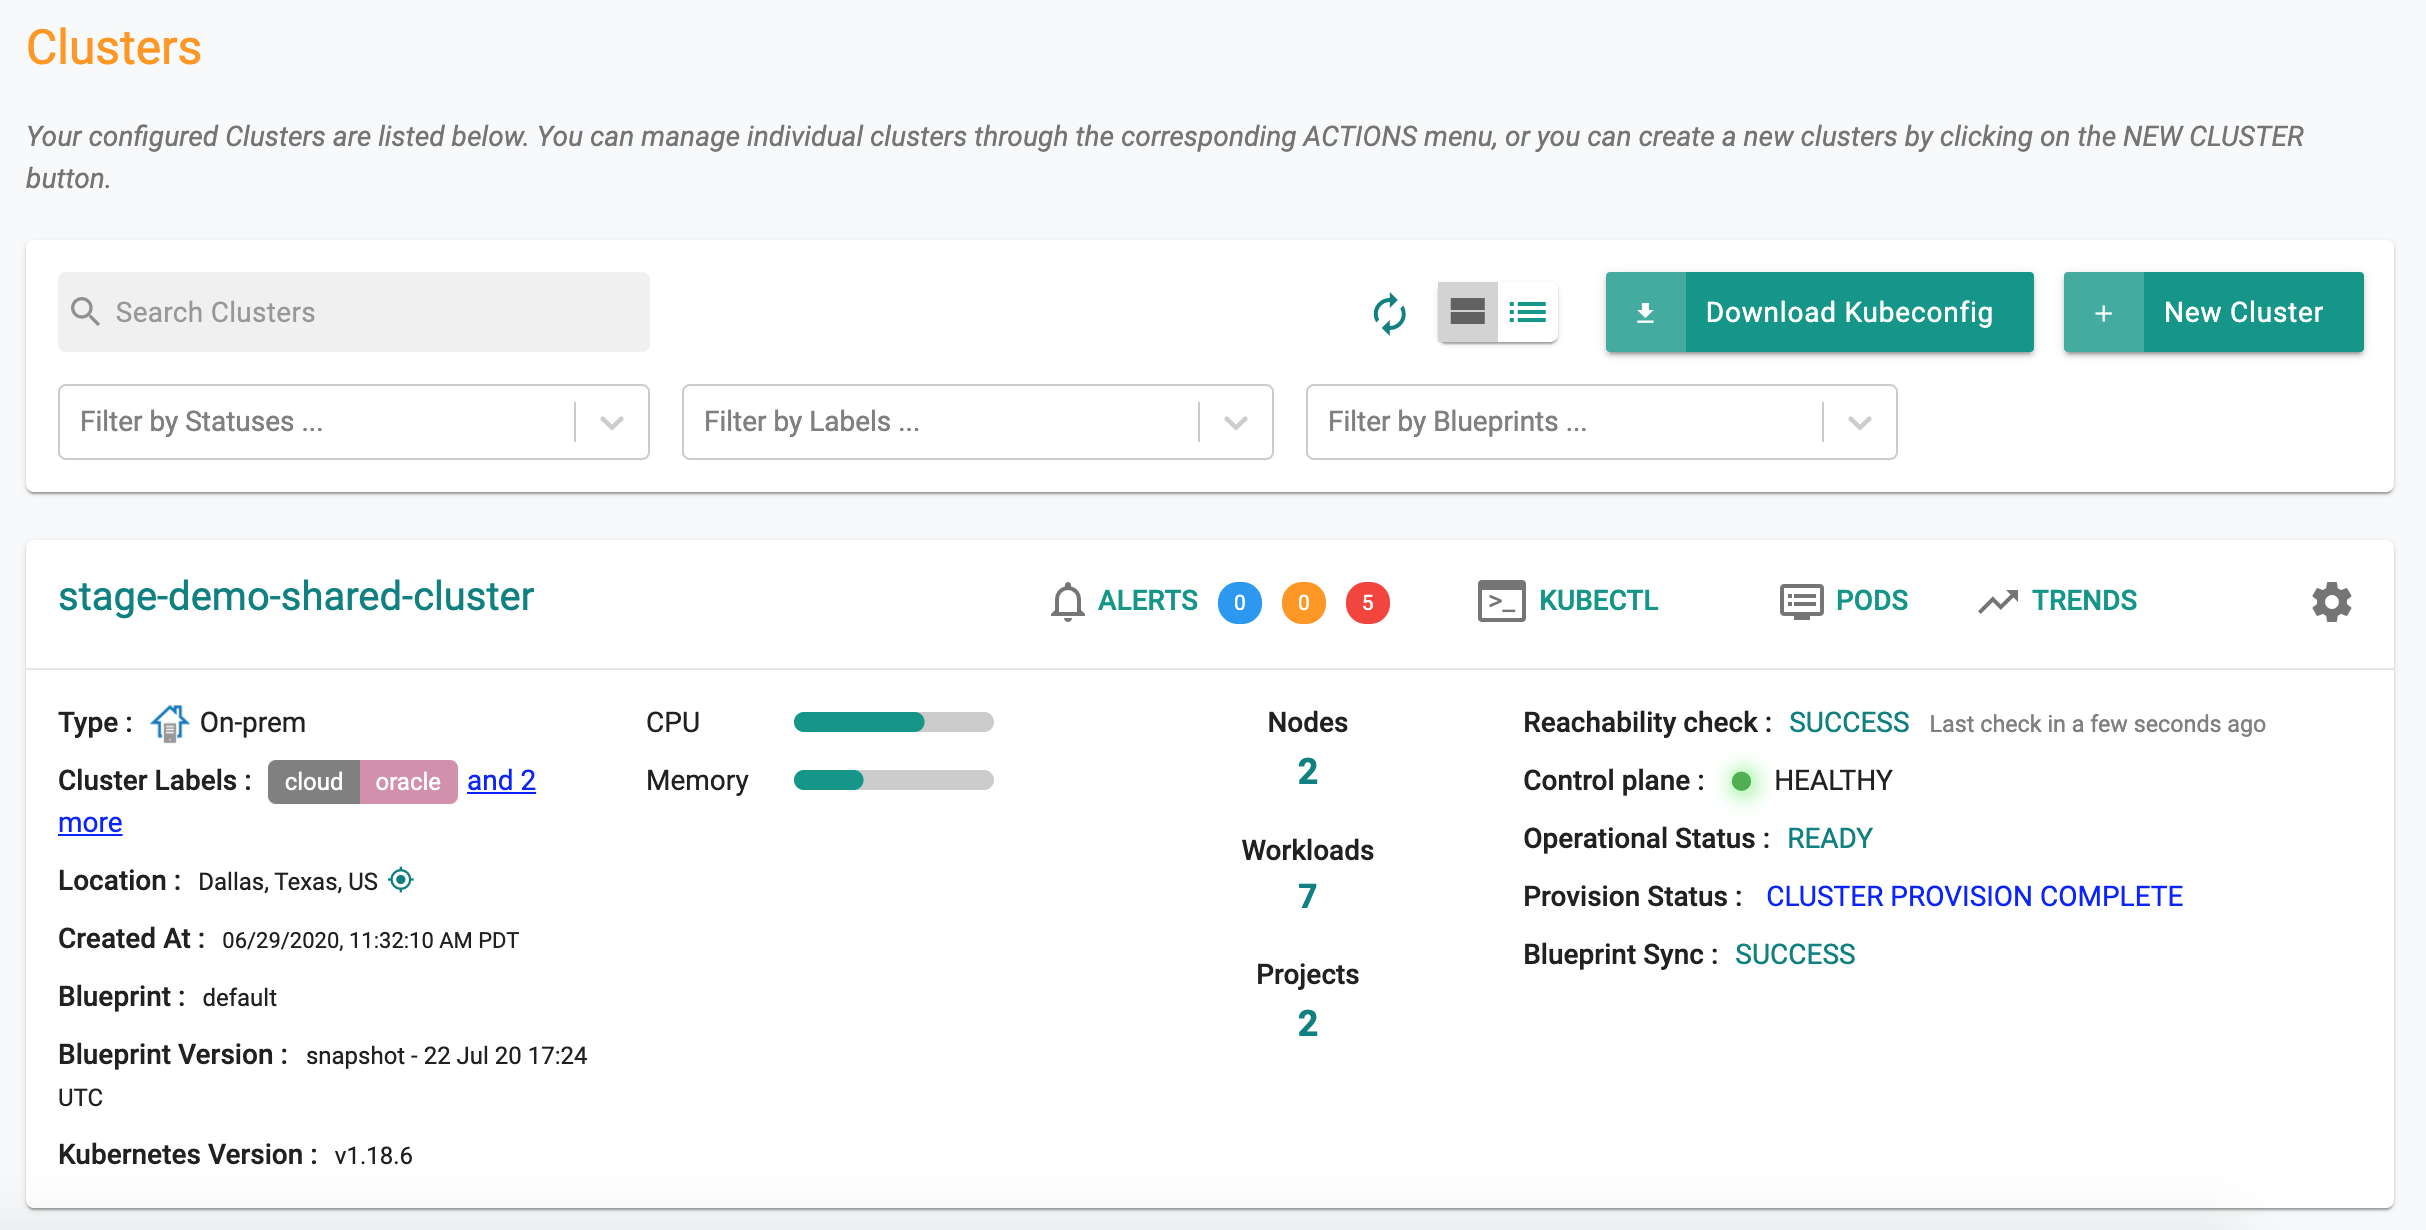 Clusters
Your configured Clusters are listed below. You can manage individual clusters through the corresponding ACTIONS menu, or you can create a new clusters by clicking on the NEW CLUSTER
button.
Search Clusters
Download Kubeconfig
+ New Cluster
Filter by Statuses ...
Filter by Labels ...
Filter by Blueprints ...
stage-demo-shared-cluster
ALERTS 0 0 5
>_ KUBECTL
PODS
TRENDS
Type : On-prem
Cluster Labels : cloud oracle and 2
more
Location : Dallas, Texas, US
Created At : 06/29/2020, 11:32:10 AM PDT
Blueprint : default
Blueprint Version : snapshot - 22 Jul 20 17:24
UTC
Kubernetes Version : v1.18.6
CPU
Memory
Nodes
2
Workloads
7
Projects
2
Reachability check : SUCCESS Last check in a few seconds ago
Control plane : HEALTHY
Operational Status : READY
Provision Status : CLUSTER PROVISION COMPLETE
Blueprint Sync : SUCCESS